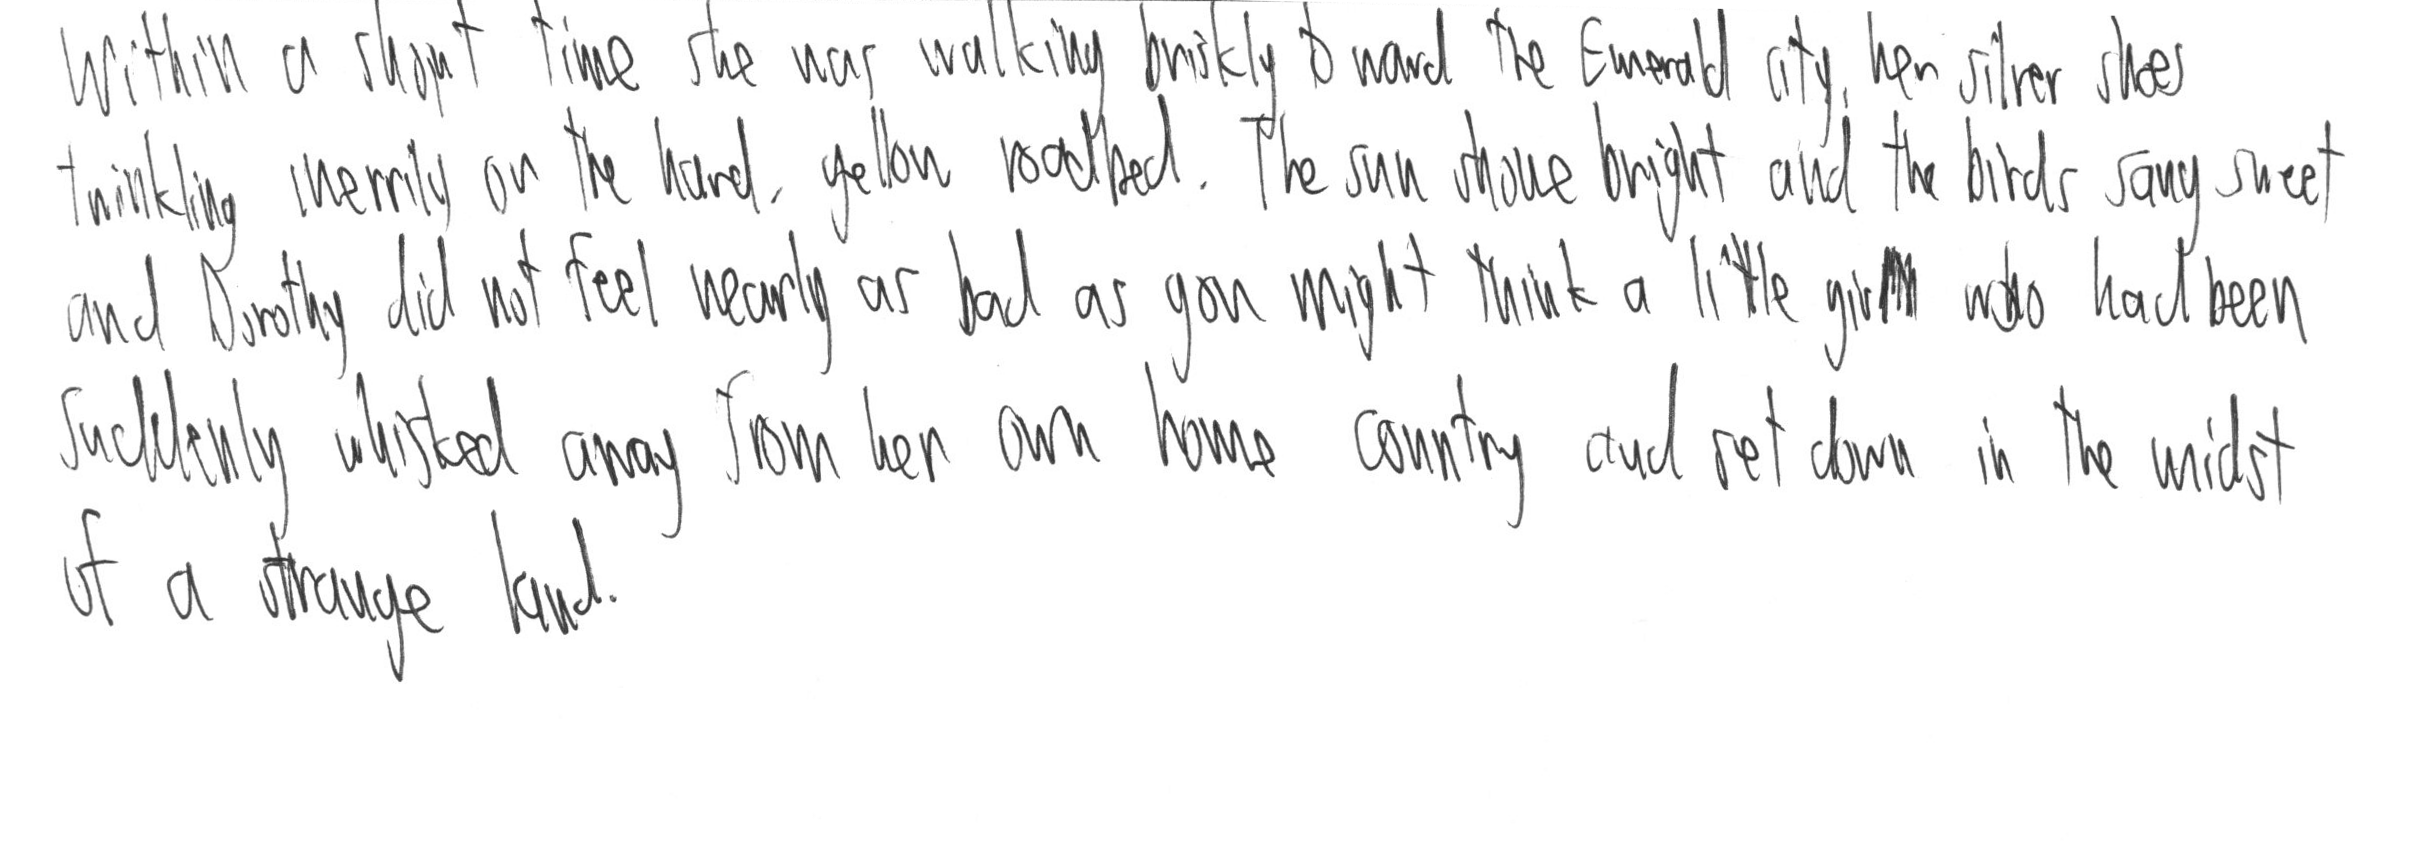 Within a short time she was walking briskly toward the Emerald city, her silver shoes
twinkling merrily on the hard, yellow roadbed. The sun shone bright and the birds sang sweet
and Dorothy did not feel nearly as bad as you might think a little girl who had been
suddenly whisked away from her own home country and set down in the midst
of a strange land.